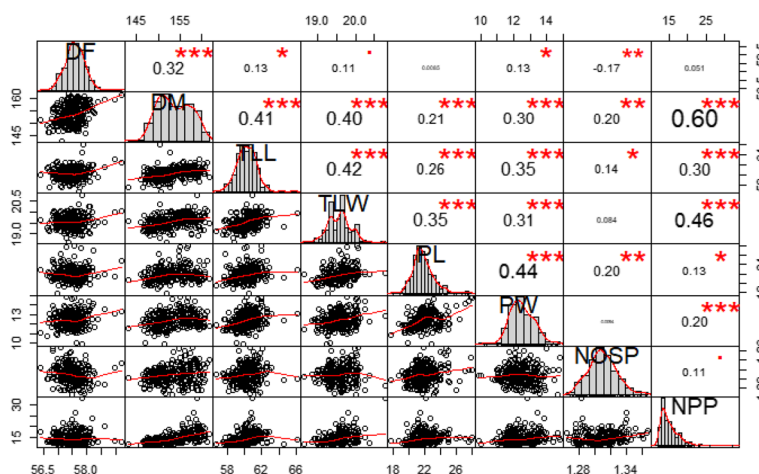 145 155 19.0 20.0 10 12 14 15 25
DF 0.32 *** 0.13 * 0.11 . 0.13 * -0.17 ** 0.051
160 DM 0.41 *** 0.40 *** 0.21 *** 0.30 *** 0.20 ** 0.60 ***
145
TLL 0.42 *** 0.26 *** 0.35 *** 0.14 * 0.30 ***
20.5 TLW 0.35 *** 0.31 *** 0.084 0.46 ***
19.0
PL 0.44 *** 0.20 ** 0.13 *
13 PW 0.20 ***
10
NOSP 0.11 .
30 NPP
15
56.5 58.0 58 62 66 18 22 26 1.28 1.34